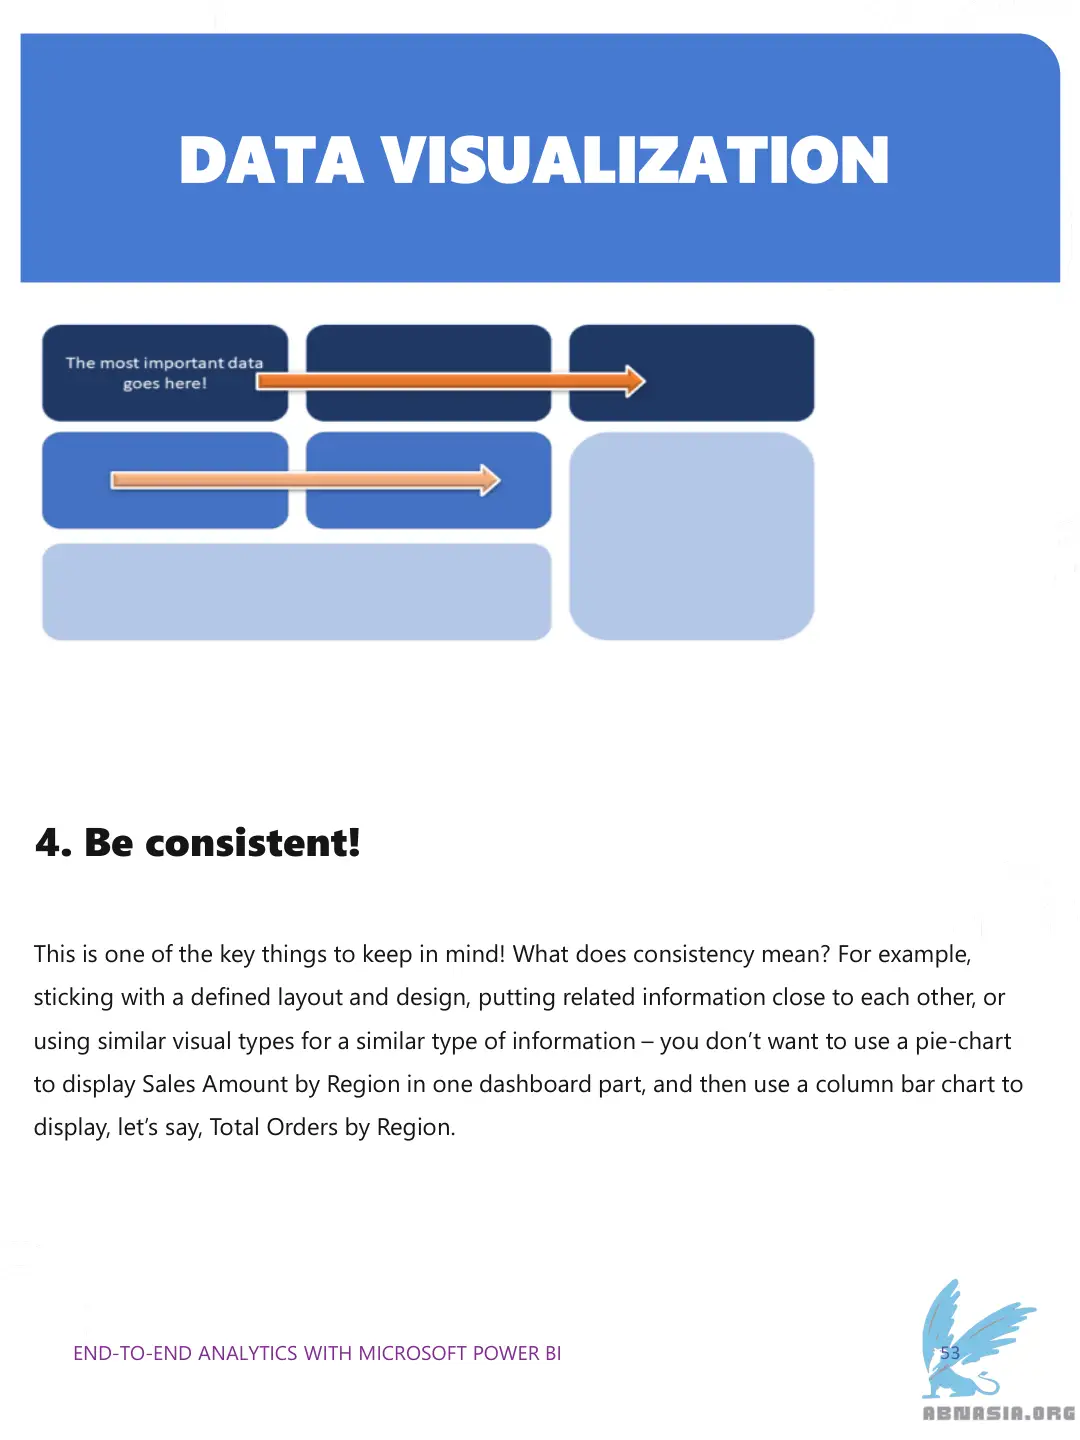 DATA VISUALIZATION
The most important data
goes here!
4. Be consistent!
This is one of the key things to keep in mind! What does consistency mean? For example,
sticking with a defined layout and design, putting related information close to each other, or
using similar visual types for a similar type of information – you don’t want to use a pie-chart
to display Sales Amount by Region in one dashboard part, and then use a column bar chart to
display, let’s say, Total Orders by Region.
END-TO-END ANALYTICS WITH MICROSOFT POWER BI
53
ABNASIA.ORG